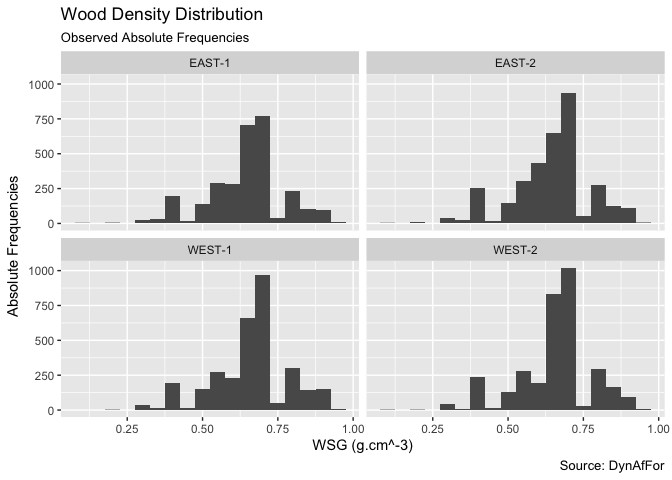 Wood Density Distribution
Observed Absolute Frequencies
EAST-1 EAST-2
1000
750
500
250
0
WEST-1 WEST-2
1000
750
500
250
0
Absolute Frequencies
0.25 0.50 0.75 1.00 0.25 0.50 0.75 1.00
WSG (g.cm^-3)
Source: DynAfFor